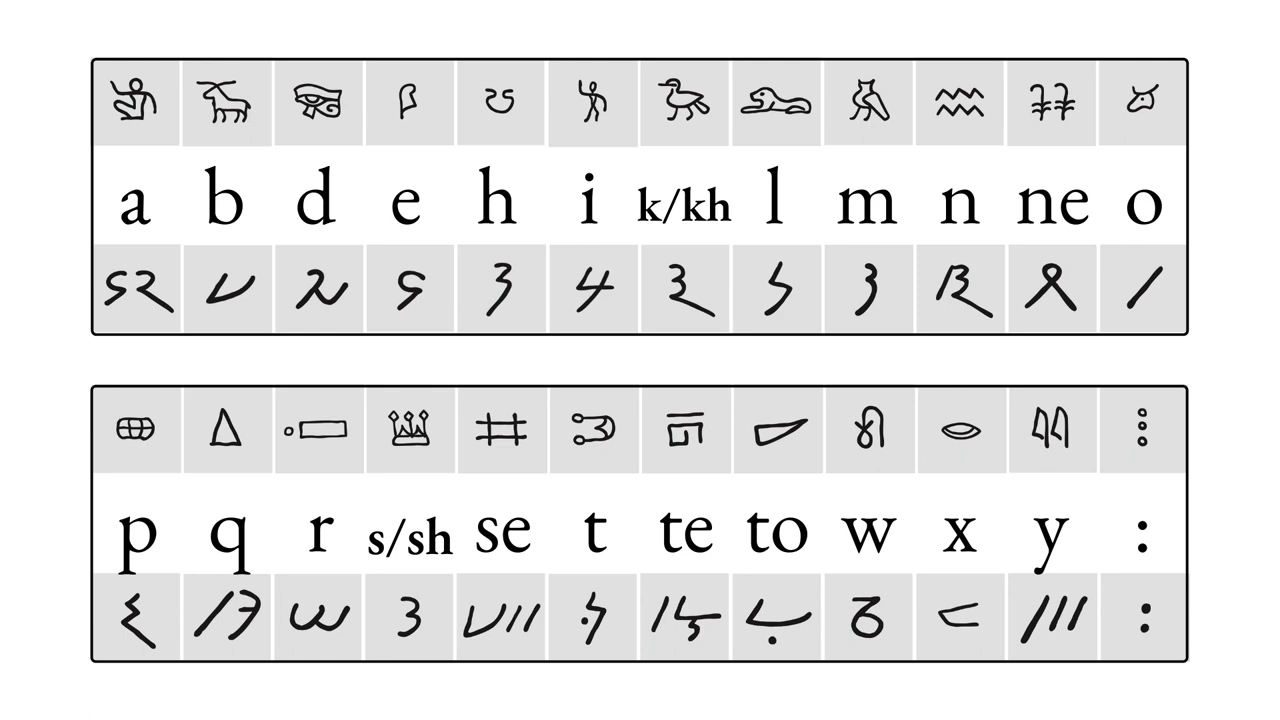 𐦀 𐦆 𐦝 𐦁 𐦒 𐦂 𐦖 𐦐 𐦉 𐦊 𐦌 𐦃
a b d e h i k/kh l m n ne o
𐦠 𐦦 𐦷 𐦡 𐦮 𐦢 𐦲 𐦬 𐦨 𐦩 𐦪 𐦣
𐦈 𐦗 𐦎 𐦓 𐦕 𐦘 𐦚 𐦜 𐦅 𐦑 𐦄 ⁝
p q r s/sh se t te to w x y :
𐦧 𐦳 𐦫 𐦯 𐦱 𐦴 𐦵 𐦶 𐦥 𐦭 𐦤 :